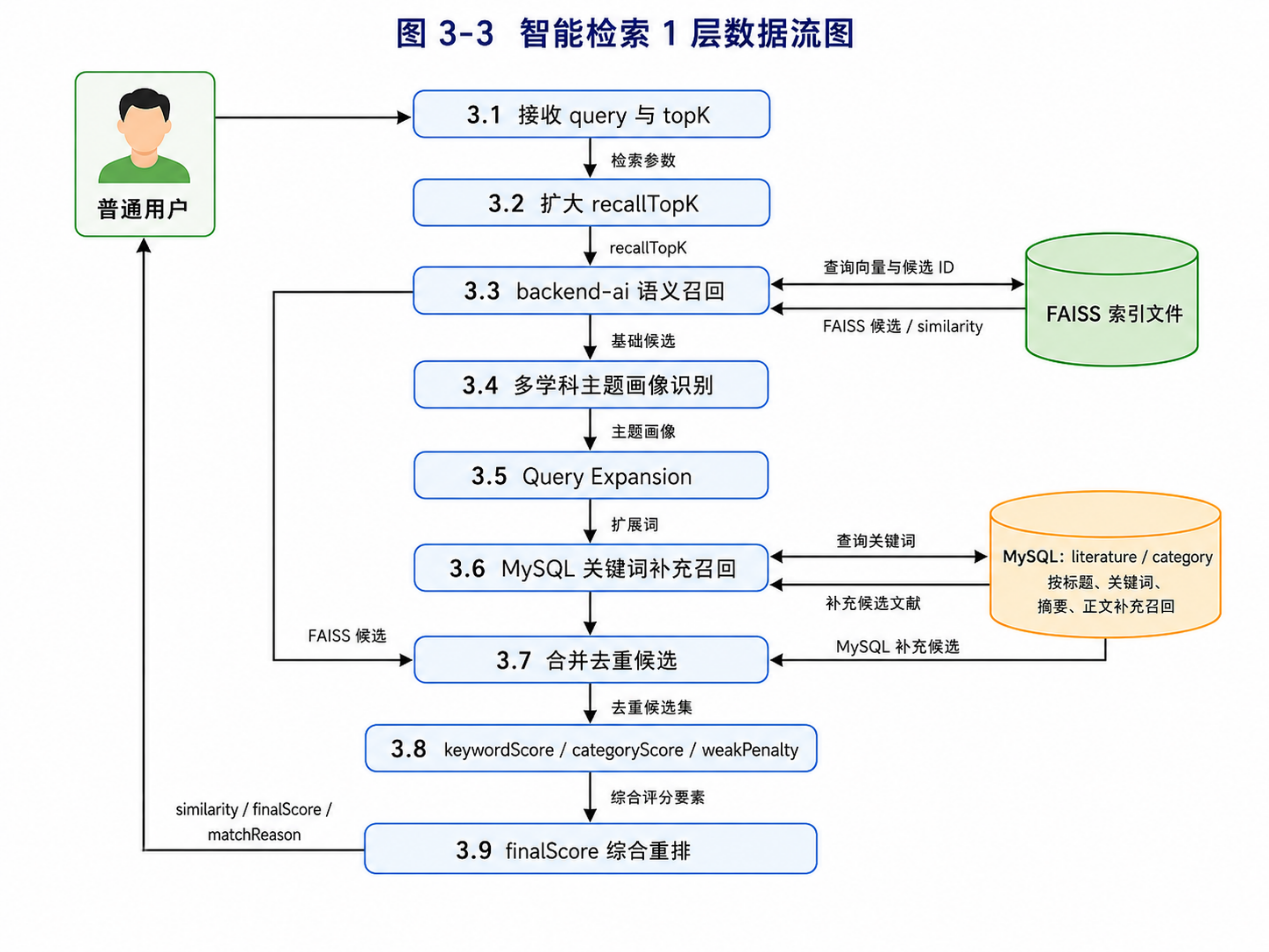 图 3-3 智能检索 1 层数据流图
普通用户
3.1 接收 query 与 topK
检索参数
3.2 扩大 recallTopK
recallTopK
3.3 backend-ai 语义召回
查询向量与候选 ID
FAISS 候选 / similarity
FAISS 索引文件
基础候选
3.4 多学科主题画像识别
主题画像
3.5 Query Expansion
扩展词
3.6 MySQL 关键词补充召回
查询关键词
补充候选文献
MySQL: literature / category
按标题、关键词、
摘要、正文补充召回
FAISS 候选
3.7 合并去重候选
MySQL 补充候选
去重候选集
3.8 keywordScore / categoryScore / weakPenalty
综合评分要素
similarity / finalScore /
matchReason
3.9 finalScore 综合重排